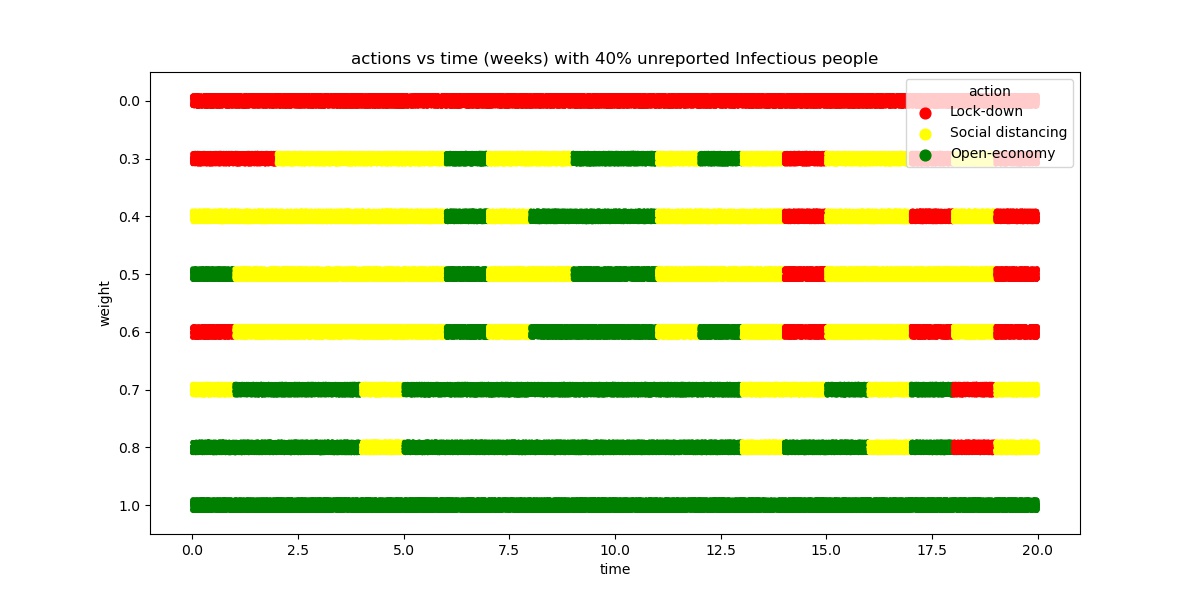 actions vs time (weeks) with 40% unreported Infectious people
action
Lock-down
Social distancing
Open-economy
weight
0.0
0.3
0.4
0.5
0.6
0.7
0.8
1.0
0.0 2.5 5.0 7.5 10.0 12.5 15.0 17.5 20.0
time